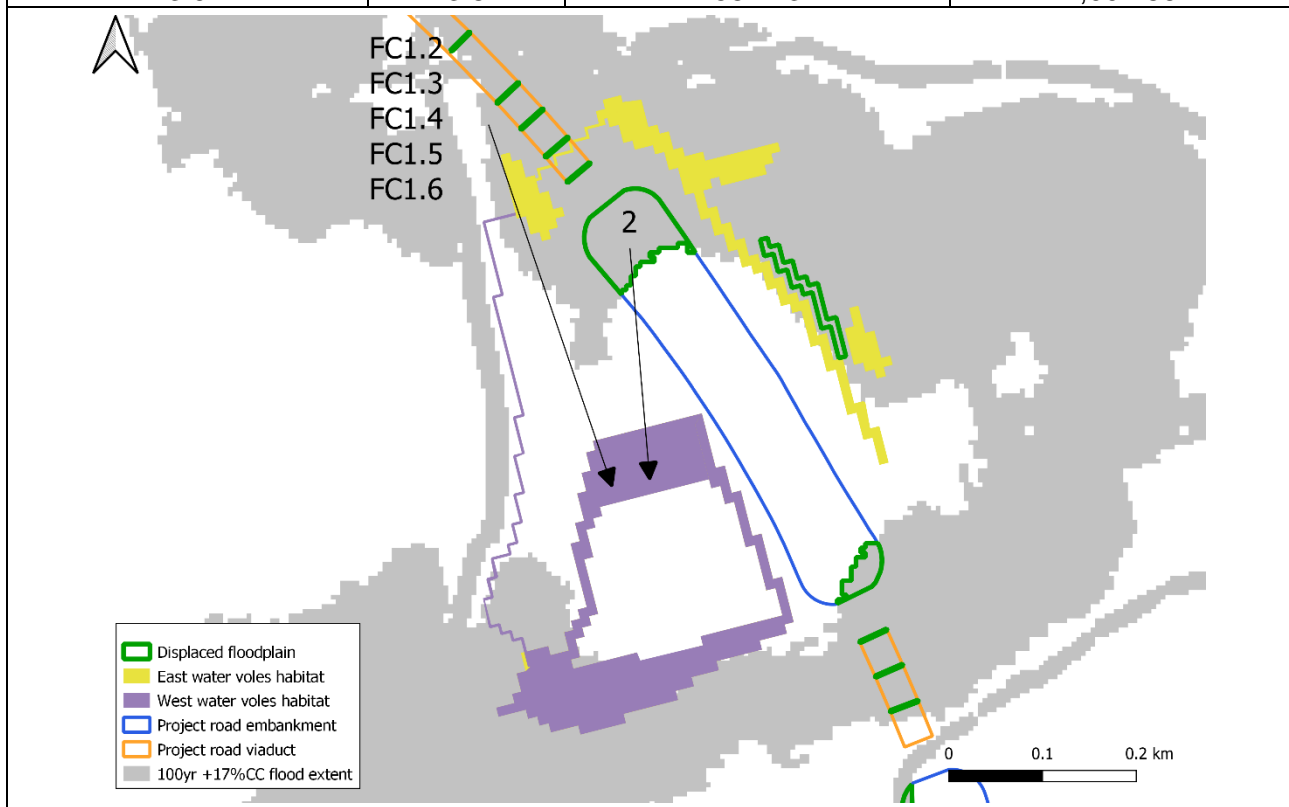 FC1.2
FC1.3
FC1.4
FC1.5
FC1.6
2
Displaced floodplain
East water voles habitat
West water voles habitat
Project road embankment
Project road viaduct
100yr +17%CC flood extent
0 0.1 0.2 km